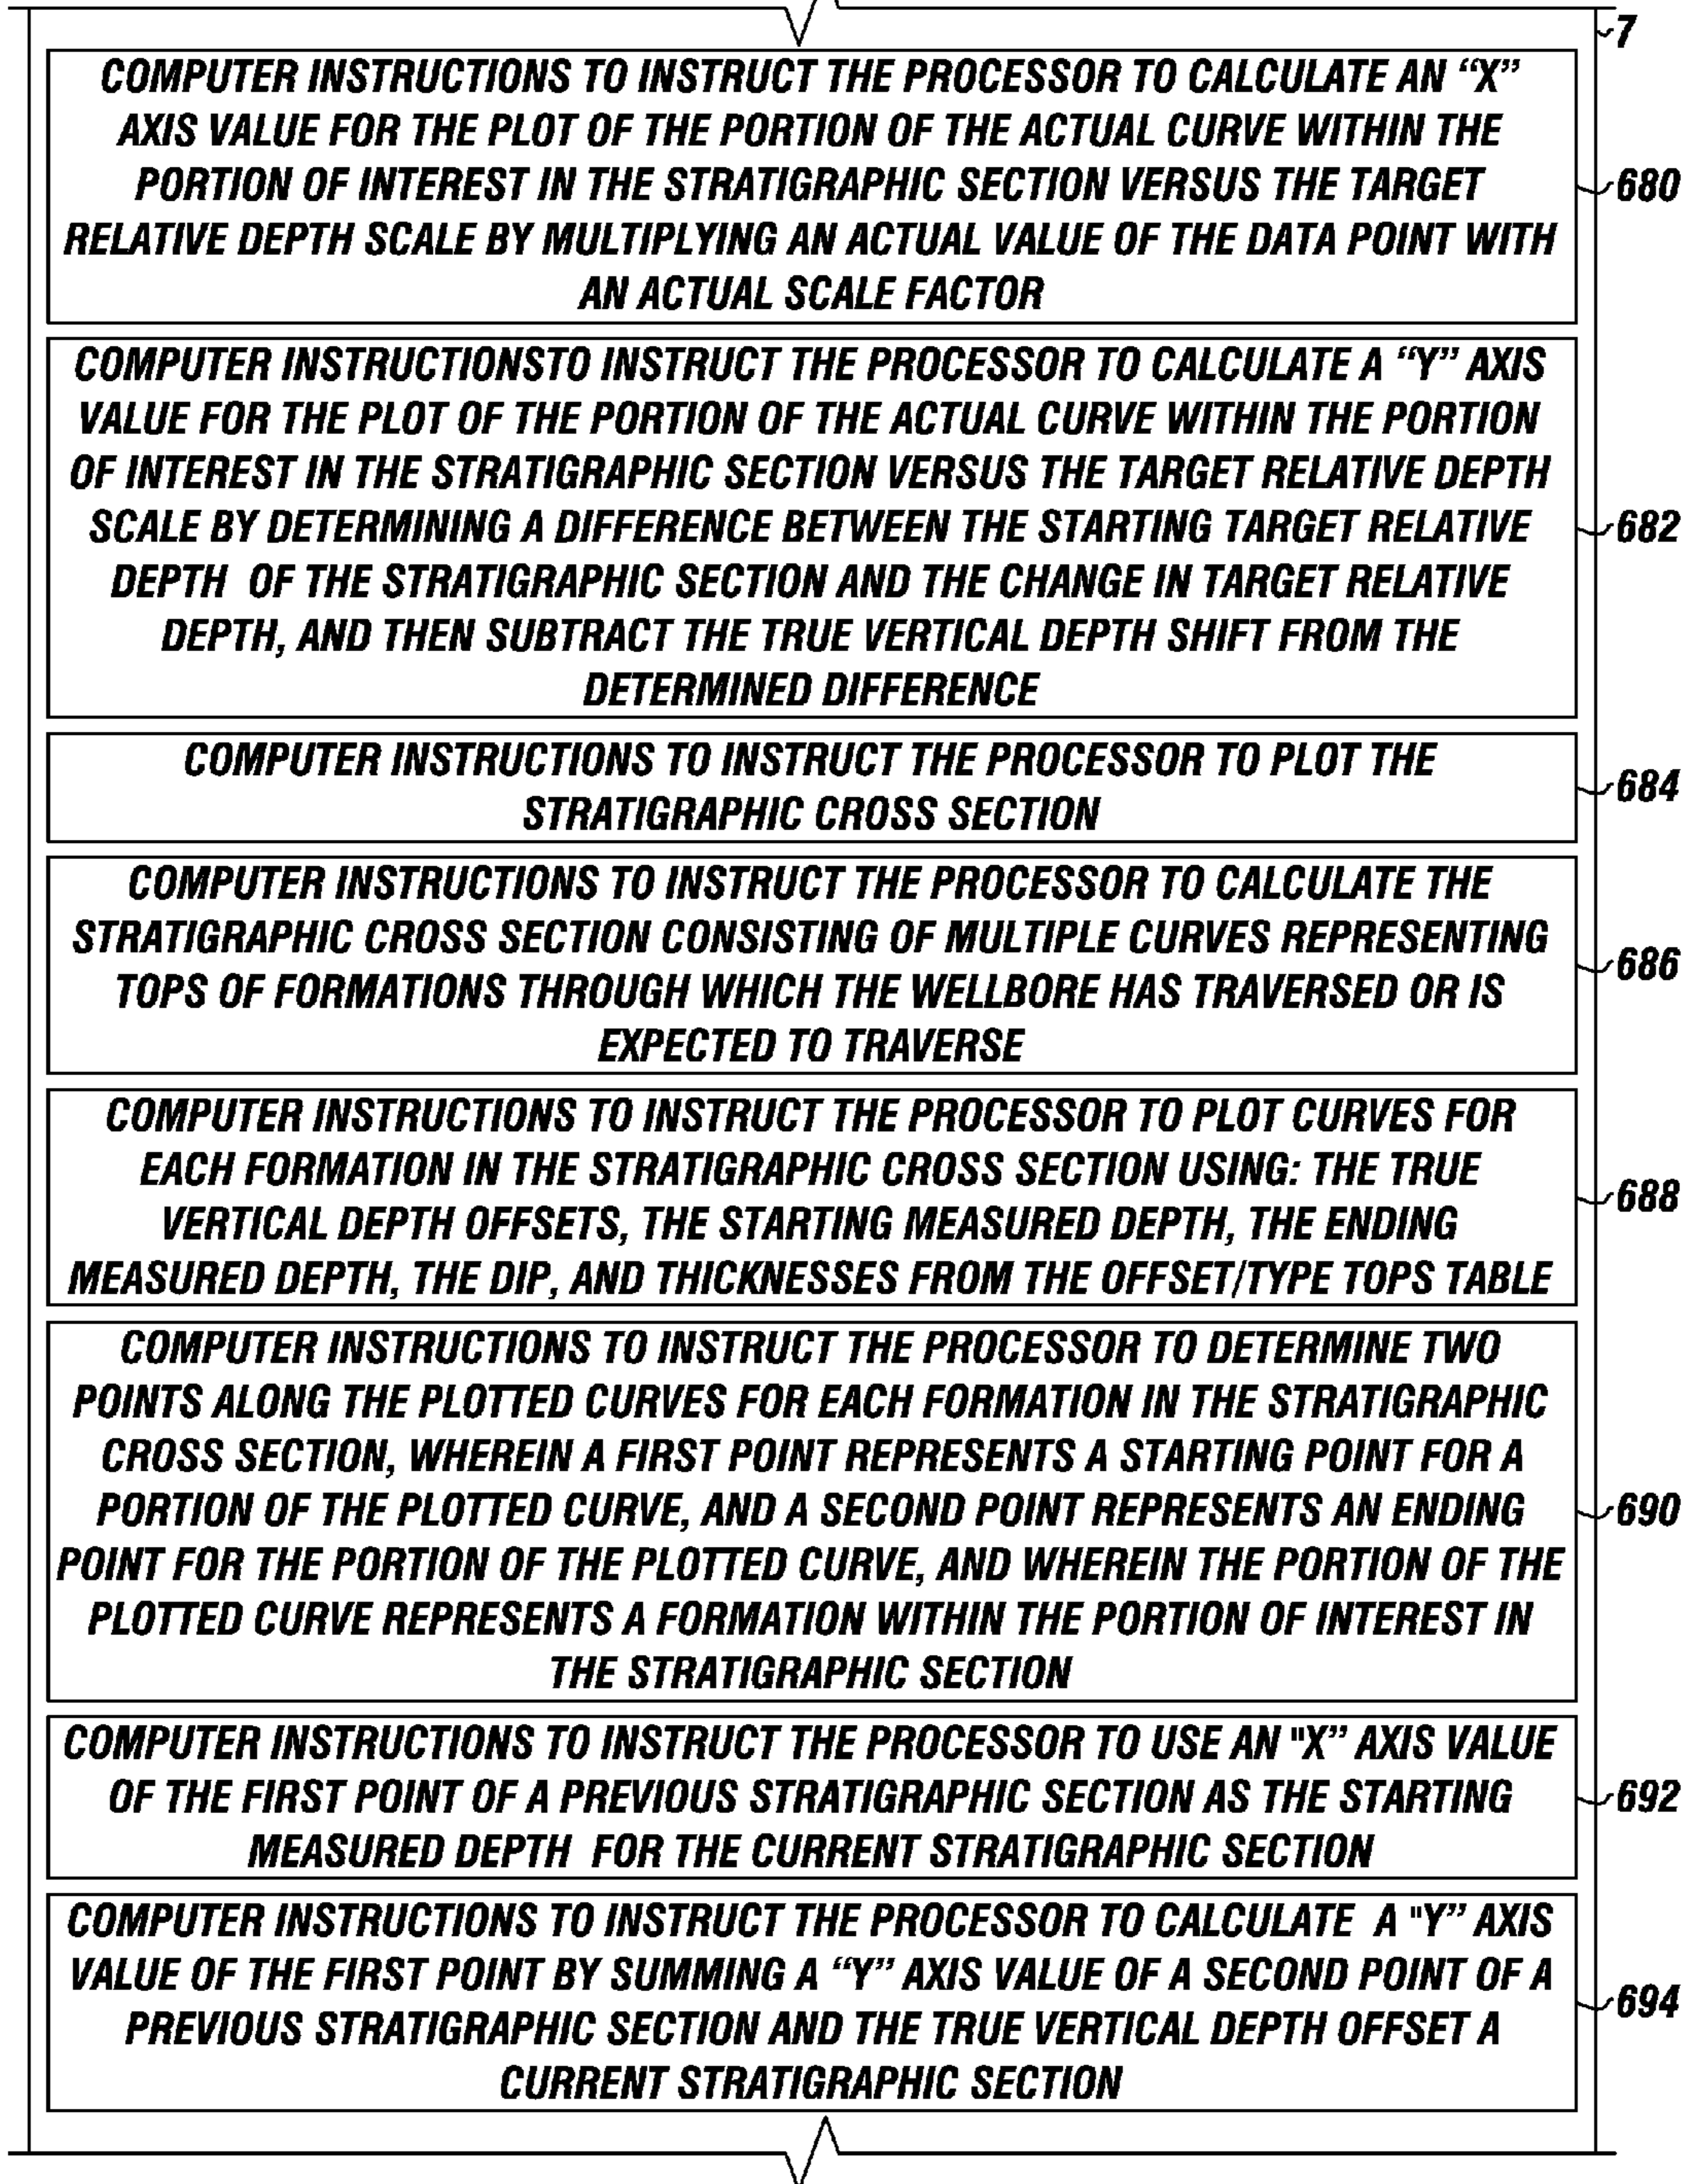 7
COMPUTER INSTRUCTIONS TO INSTRUCT THE PROCESSOR TO CALCULATE AN “X”
AXIS VALUE FOR THE PLOT OF THE PORTION OF THE ACTUAL CURVE WITHIN THE
PORTION OF INTEREST IN THE STRATIGRAPHIC SECTION VERSUS THE TARGET
RELATIVE DEPTH SCALE BY MULTIPLYING AN ACTUAL VALUE OF THE DATA POINT WITH
AN ACTUAL SCALE FACTOR
680
COMPUTER INSTRUCTIONSTO INSTRUCT THE PROCESSOR TO CALCULATE A “Y” AXIS
VALUE FOR THE PLOT OF THE PORTION OF THE ACTUAL CURVE WITHIN THE PORTION
OF INTEREST IN THE STRATIGRAPHIC SECTION VERSUS THE TARGET RELATIVE DEPTH
SCALE BY DETERMINING A DIFFERENCE BETWEEN THE STARTING TARGET RELATIVE
DEPTH OF THE STRATIGRAPHIC SECTION AND THE CHANGE IN TARGET RELATIVE
DEPTH, AND THEN SUBTRACT THE TRUE VERTICAL DEPTH SHIFT FROM THE
DETERMINED DIFFERENCE
682
COMPUTER INSTRUCTIONS TO INSTRUCT THE PROCESSOR TO PLOT THE
STRATIGRAPHIC CROSS SECTION
684
COMPUTER INSTRUCTIONS TO INSTRUCT THE PROCESSOR TO CALCULATE THE
STRATIGRAPHIC CROSS SECTION CONSISTING OF MULTIPLE CURVES REPRESENTING
TOPS OF FORMATIONS THROUGH WHICH THE WELLBORE HAS TRAVERSED OR IS
EXPECTED TO TRAVERSE
686
COMPUTER INSTRUCTIONS TO INSTRUCT THE PROCESSOR TO PLOT CURVES FOR
EACH FORMATION IN THE STRATIGRAPHIC CROSS SECTION USING: THE TRUE
VERTICAL DEPTH OFFSETS, THE STARTING MEASURED DEPTH, THE ENDING
MEASURED DEPTH, THE DIP, AND THICKNESSES FROM THE OFFSET/TYPE TOPS TABLE
688
COMPUTER INSTRUCTIONS TO INSTRUCT THE PROCESSOR TO DETERMINE TWO
POINTS ALONG THE PLOTTED CURVES FOR EACH FORMATION IN THE STRATIGRAPHIC
CROSS SECTION, WHEREIN A FIRST POINT REPRESENTS A STARTING POINT FOR A
PORTION OF THE PLOTTED CURVE, AND A SECOND POINT REPRESENTS AN ENDING
POINT FOR THE PORTION OF THE PLOTTED CURVE, AND WHEREIN THE PORTION OF THE
PLOTTED CURVE REPRESENTS A FORMATION WITHIN THE PORTION OF INTEREST IN
THE STRATIGRAPHIC SECTION
690
COMPUTER INSTRUCTIONS TO INSTRUCT THE PROCESSOR TO USE AN "X” AXIS VALUE
OF THE FIRST POINT OF A PREVIOUS STRATIGRAPHIC SECTION AS THE STARTING
MEASURED DEPTH FOR THE CURRENT STRATIGRAPHIC SECTION
692
COMPUTER INSTRUCTIONS TO INSTRUCT THE PROCESSOR TO CALCULATE A "Y” AXIS
VALUE OF THE FIRST POINT BY SUMMING A “Y” AXIS VALUE OF A SECOND POINT OF A
PREVIOUS STRATIGRAPHIC SECTION AND THE TRUE VERTICAL DEPTH OFFSET A
CURRENT STRATIGRAPHIC SECTION
694